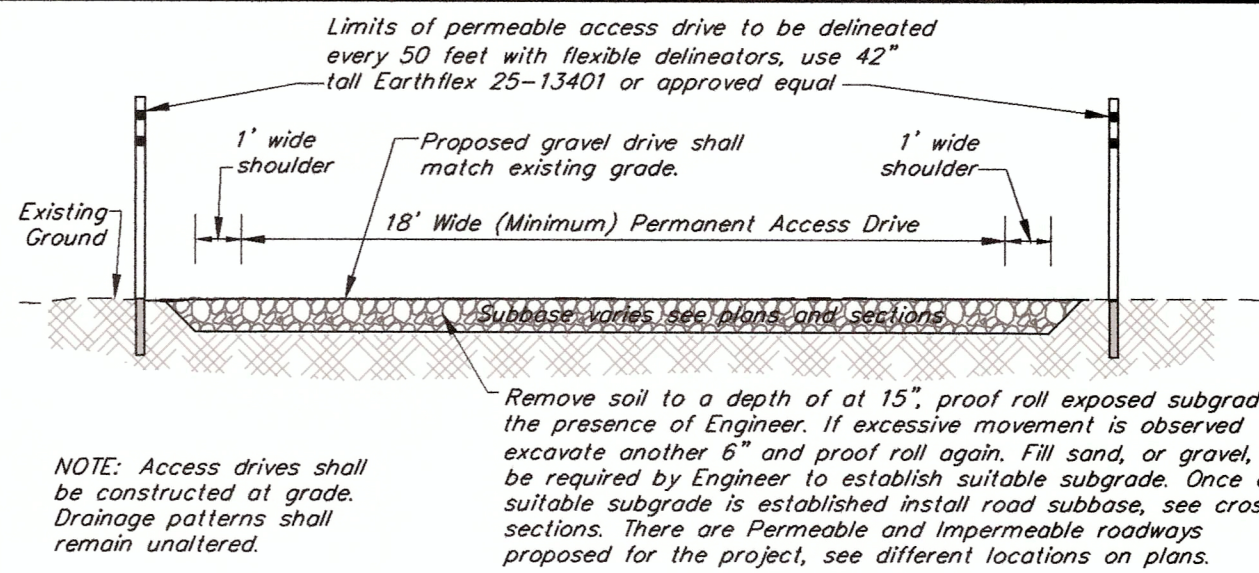 Limits of permeable access drive to be delineated
every 50 feet with flexible delineators, use 42"
tall Earthflex 25-13401 or approved equal
1' wide
shoulder
Proposed gravel drive shall
match existing grade.
1' wide
shoulder
Existing
Ground
18' Wide (Minimum) Permanent Access Drive
Subbase varies see plans and sections
Remove soil to a depth of at 15", proof roll exposed
the presence of Engineer. If excessive movement is observed
excavate another 6" and proof roll again. Fill sand, or gravel,
be required by Engineer to establish suitable subgrade. Once
suitable subgrade is established install road subbase, see
sections. There are Permeable and Impermeable roadways
proposed for the project, see different locations on plans.
NOTE: Access drives shall
be constructed at grade.
Drainage patterns shall
remain unaltered.